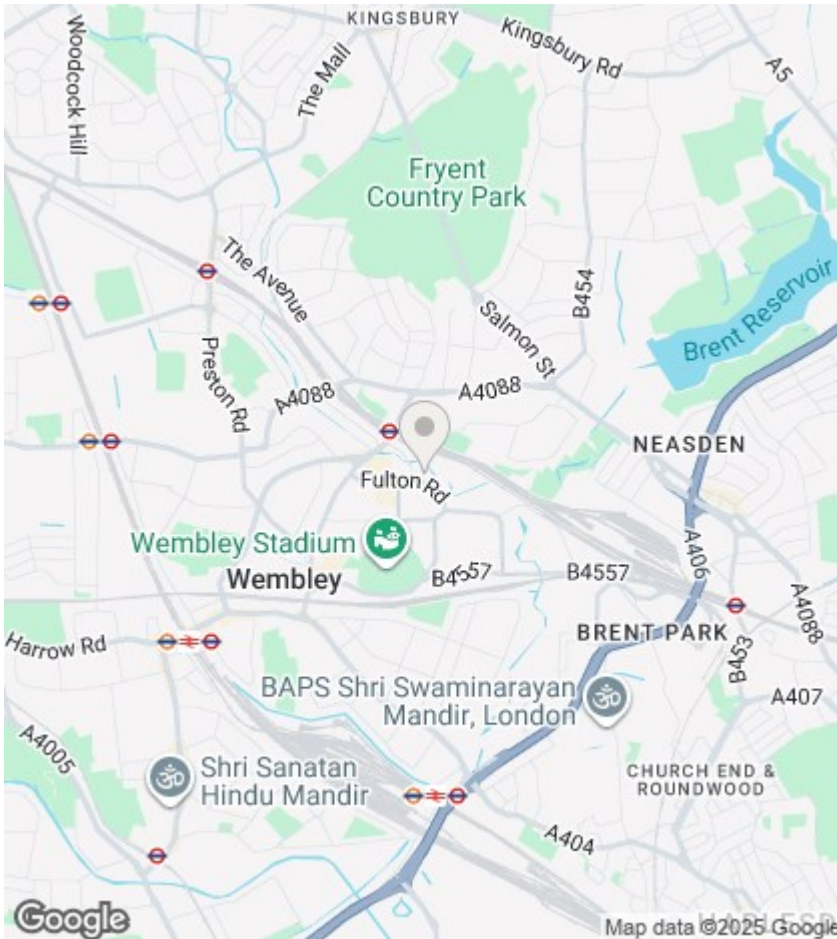 KINGSBURY
Kingsbury Rd
Woodcock Hill
The Mall
A5
Fryent
Country Park
The Avenue
B454
Brent Reservoir
Salmon St
Preston Rd
A4088
A4088
NEASDEN
Fulton Rd
Wembley Stadium
Wembley
B4557
B4557
A406
A4088
Harrow Rd
BRENT PARK
B453
BAPS Shri Swaminarayan
Mandir, London
A407
A4005
Shri Sanatan
Hindu Mandir
CHURCH END &
ROUNDWOOD
A404
Google
Map data ©2025 Google